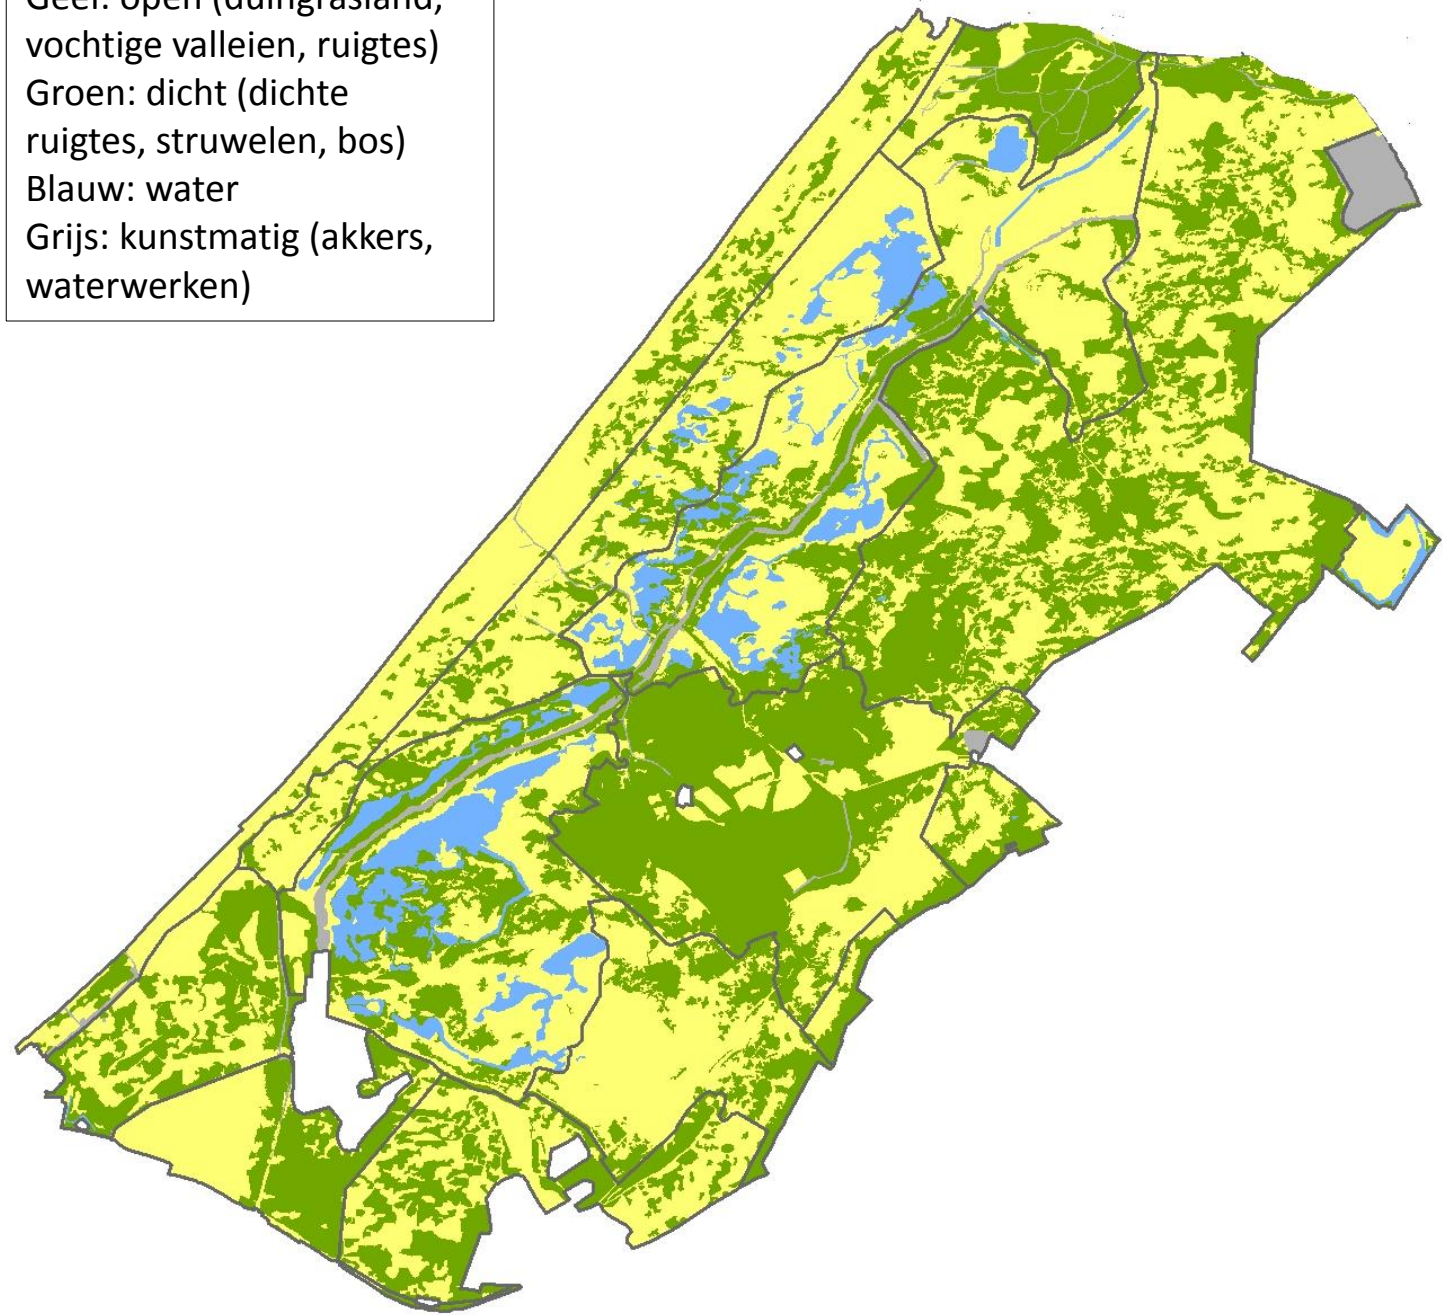 Geel: open (duingrasland,
vochtige valleien, ruigtes)
Groen: dicht (dichte
ruigtes, struwelen, bos)
Blauw: water
Grijs: kunstmatig (akkers,
waterwerken)